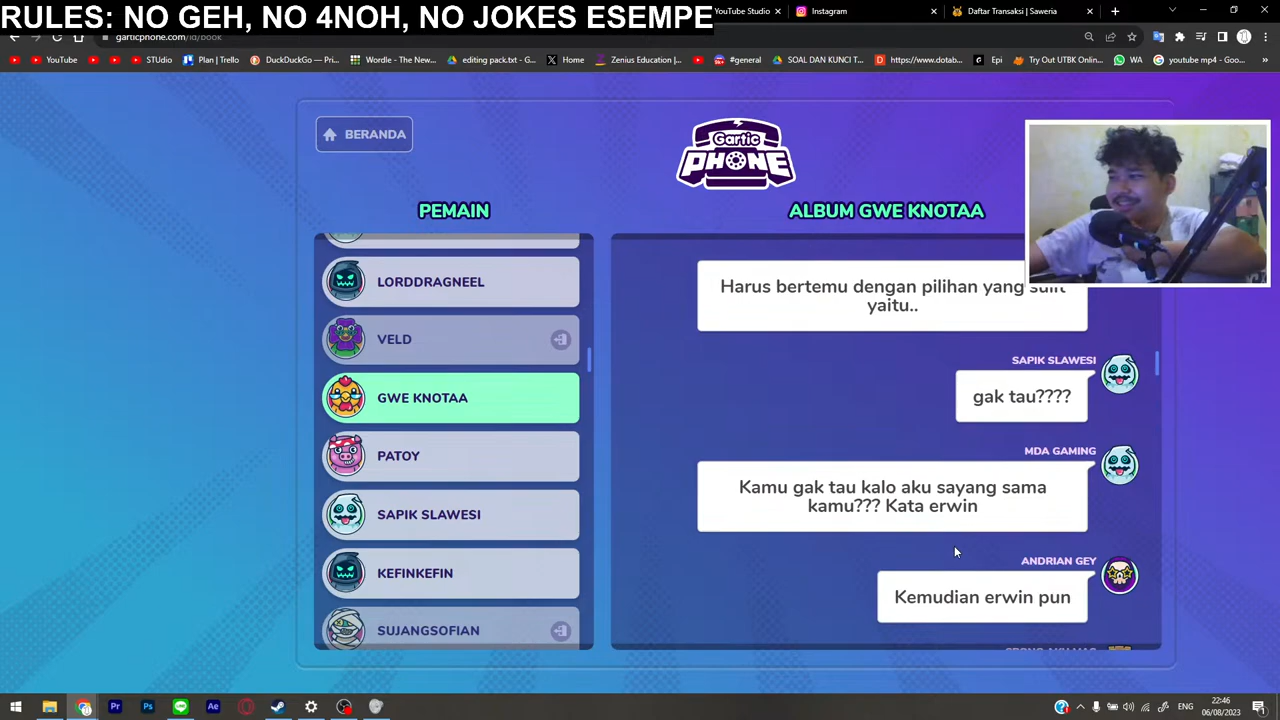 RULES: NO GEH, NO 4NOH, NO JOKES ESEMPE
YouTube Studio
Instagram
Daftar Transaksi | Saweria
garticphone.com/id/book
YouTube
STUdio
Plan | Trello
DuckDuckGo — Pri...
Wordle - The New...
editing pack.txt - G...
Home
Zenius Education |...
#general
SOAL DAN KUNCI T...
https://www.dotab...
Epi
Try Out UTBK Onlin...
WA
youtube mp4 - Goo...
BERANDA
Gartic
PHONE
PEMAIN
LORDDRAGNEEL
VELD
GWE KNOTAA
PATOY
SAPIK SLAWESI
KEFINKEFIN
SUJANGSOFIAN
ALBUM GWE KNOTAA
Harus bertemu dengan pilihan yang sulit
yaitu..
SAPIK SLAWESI
gak tau????
MDA GAMING
Kamu gak tau kalo aku sayang sama
kamu??? Kata erwin
ANDRIAN GEY
Kemudian erwin pun
ENG
22:46
06/08/2023